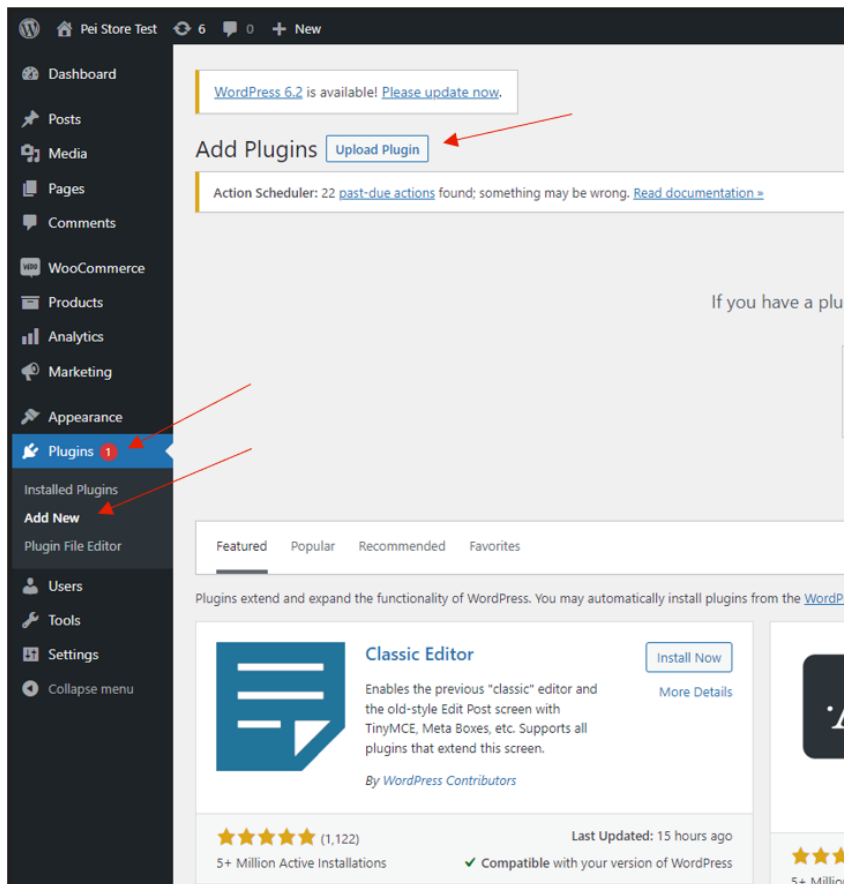 Pei Store Test 6 0 + New
Dashboard
Posts
Media
Pages
Comments
WooCommerce
Products
Analytics
Marketing
Appearance
Plugins 1
Installed Plugins
Add New
Plugin File Editor
Users
Tools
Settings
Collapse menu
WordPress 6.2 is available! Please update now.
Add Plugins Upload Plugin
Action Scheduler: 22 past-due actions found; something may be wrong. Read documentation »
If you have a plu
Featured Popular Recommended Favorites
Plugins extend and expand the functionality of WordPress. You may automatically install plugins from the WordP
Classic Editor
Install Now
More Details
Enables the previous "classic" editor and
the old-style Edit Post screen with
TinyMCE, Meta Boxes, etc. Supports all
plugins that extend this screen.
By WordPress Contributors
(1,122)
5+ Million Active Installations
Last Updated: 15 hours ago
✔ Compatible with your version of WordPress
5+ Million